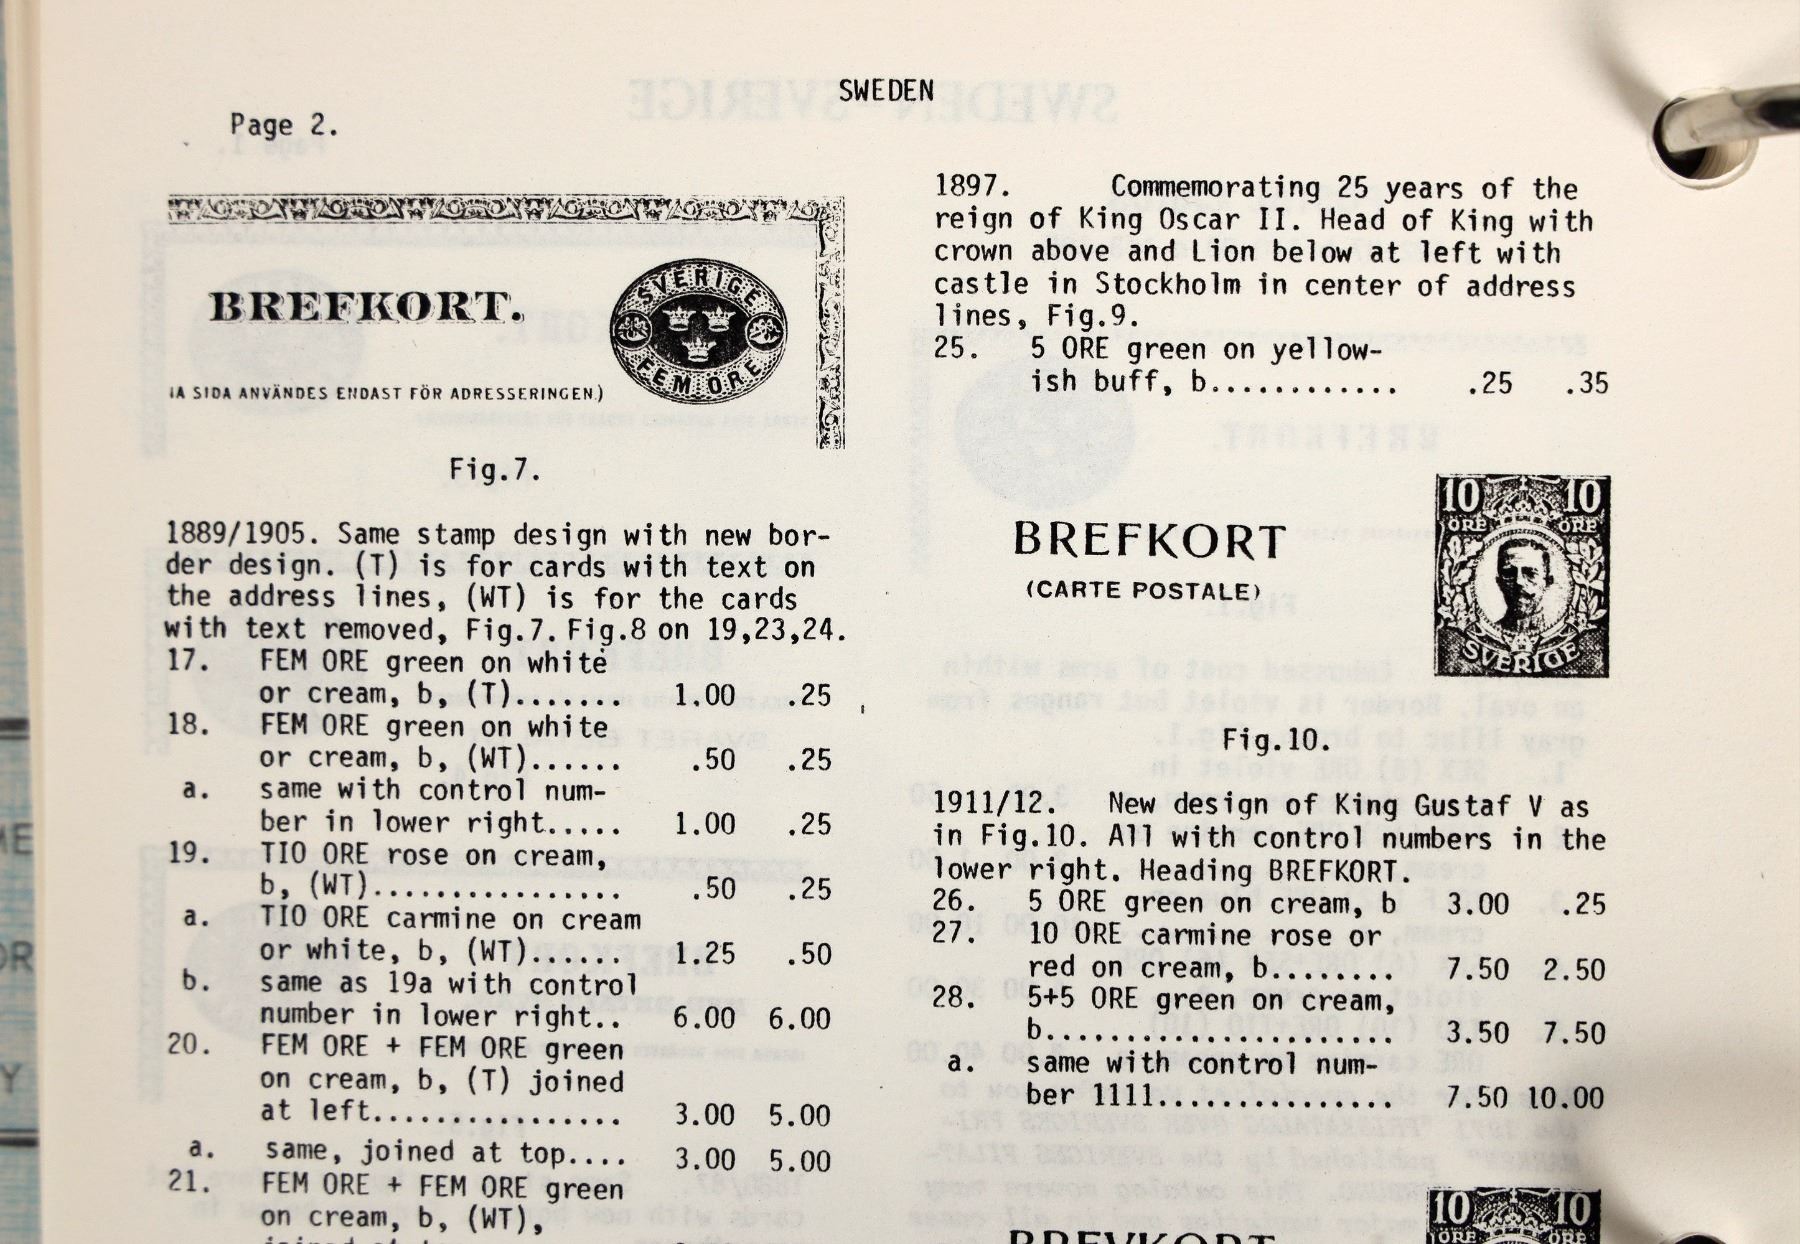 SWEDEN
Page 2.
BREFKORT.
SVERIGE
FEM ORE
A SIDA ANVÄNDES ENDAST FÖR ADRESSERINGEN.)
Fig.7.
1889/1905. Same stamp design with new bor-
der design. (T) is for cards with text on
the address lines, (WT) is for the cards
with text removed, Fig.7. Fig.8 on 19,23,24.
17. FEM ORE green on white
or cream, b, (T)....... 1.00 .25
18. FEM ORE green on white
or cream, b, (WT)...... .50 .25
a. same with control num-
ber in lower right..... 1.00 .25
19. TIO ORE rose on cream,
b, (WT)................ .50 .25
a. TIO ORE carmine on cream
or white, b, (WT)...... 1.25 .50
b. same as 19a with control
number in lower right.. 6.00 6.00
20. FEM ORE + FEM ORE green
on cream, b, (T) joined
at left................ 3.00 5.00
a. same, joined at top.... 3.00 5.00
21. FEM ORE + FEM ORE green
on cream, b, (WT),
1897. Commemorating 25 years of the
reign of King Oscar II. Head of King with
crown above and Lion below at left with
castle in Stockholm in center of address
lines, Fig.9.
25. 5 ORE green on yellow-
ish buff, b............ .25 .35
BREFKORT
(CARTE POSTALE)
10 10
ORE ORE
SVERIGE
Fig.10.
1911/12. New design of King Gustaf V as
in Fig.10. All with control numbers in the
lower right. Heading BREFKORT.
26. 5 ORE green on cream, b 3.00 .25
27. 10 ORE carmine rose or
red on cream, b........ 7.50 2.50
28. 5+5 ORE green on cream,
b...................... 3.50 7.50
a. same with control num-
ber 1111............... 7.50 10.00
BREVKORT
10 10
ORE ORE